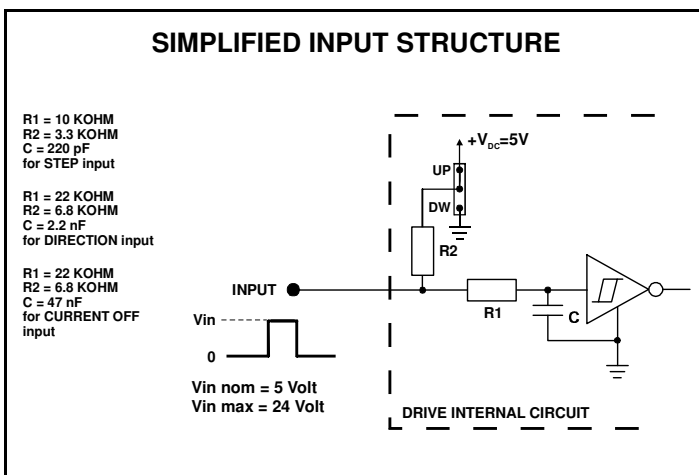 SIMPLIFIED INPUT STRUCTURE
R1 = 10 KOHM
R2 = 3.3 KOHM
C = 220 pF
for STEP input
R1 = 22 KOHM
R2 = 6.8 KOHM
C = 2.2 nF
for DIRECTION input
R1 = 22 KOHM
R2 = 6.8 KOHM
C = 47 nF
for CURRENT OFF
input
+VDC=5V
UP
DW
R2
INPUT
R1
C
Vin
0
Vin nom = 5 Volt
Vin max = 24 Volt
DRIVE INTERNAL CIRCUIT